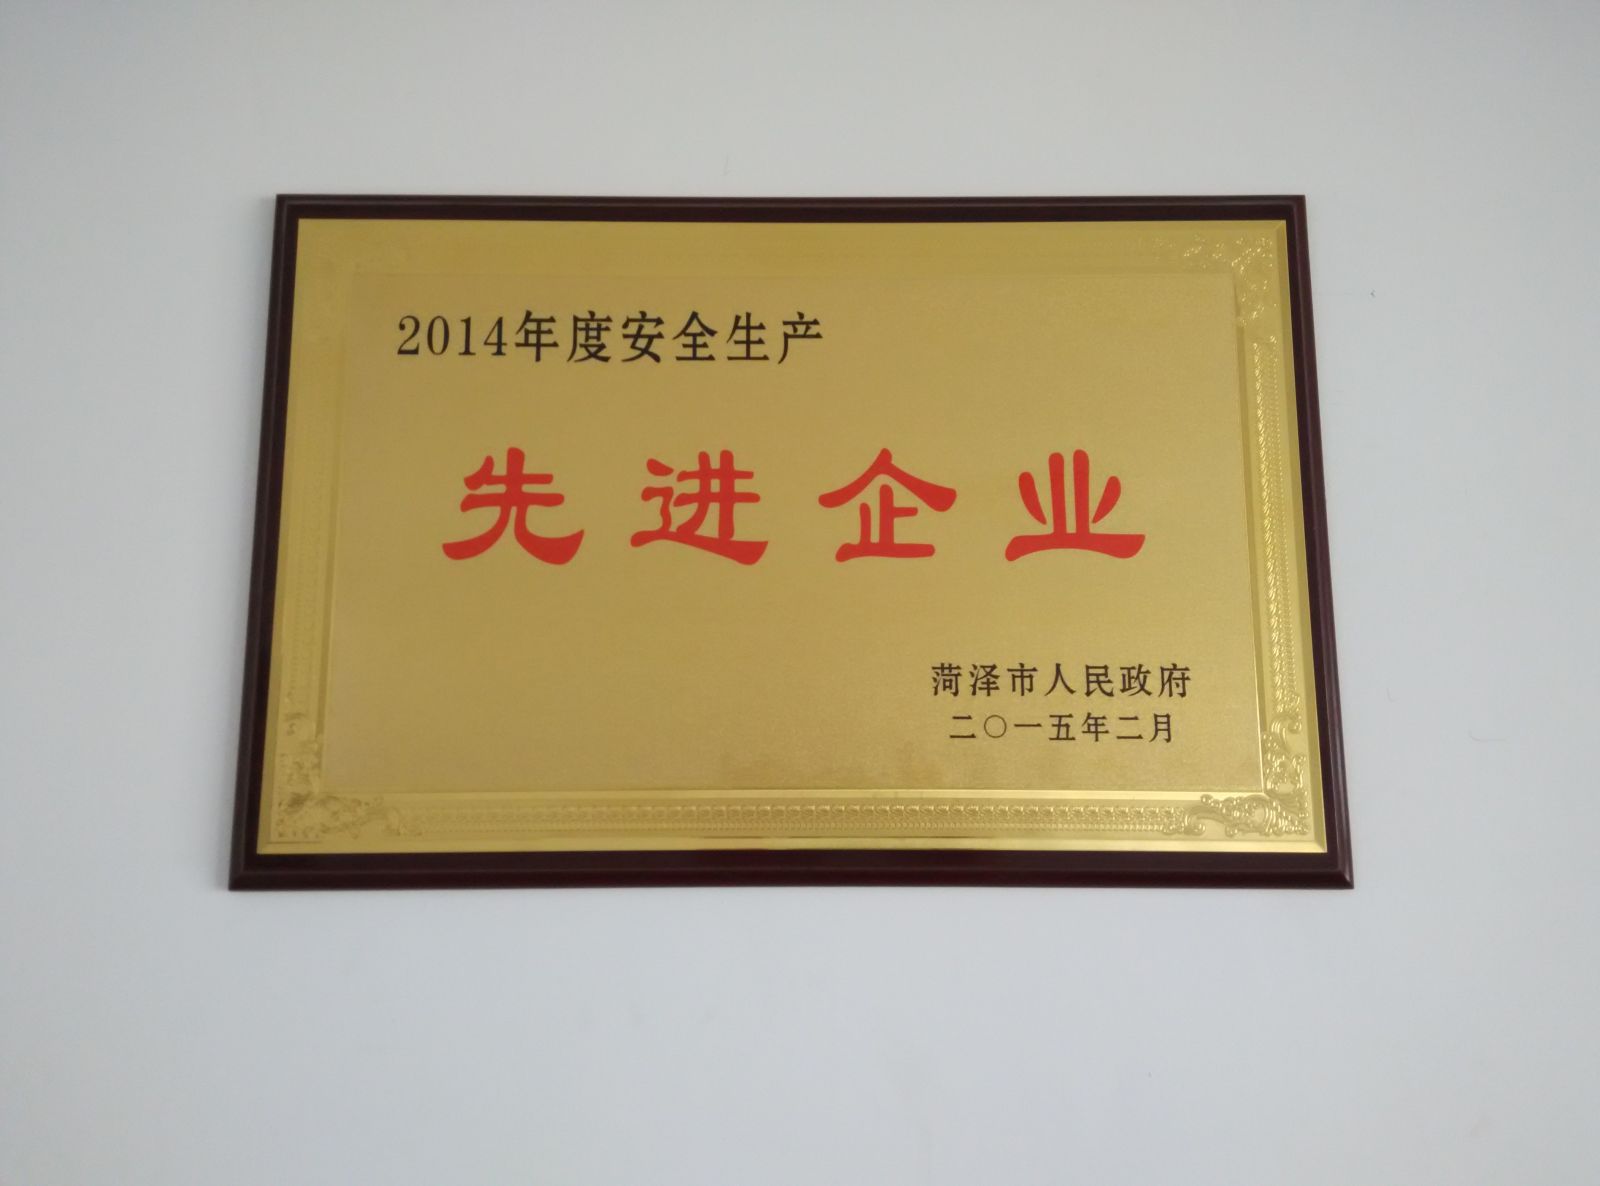 2014年度安全生产
先进企业
菏泽市人民政府
二〇一五年二月